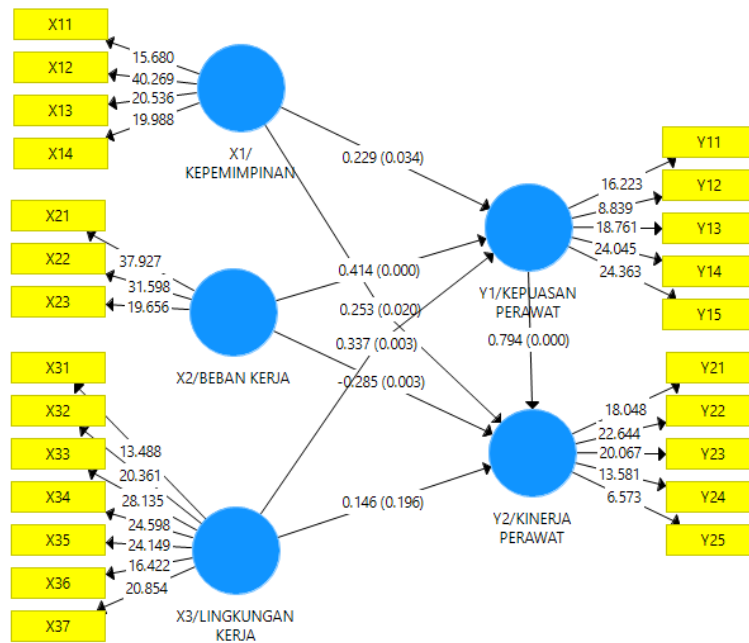 X11
X12
X13
X14
15.680
40.269
20.536
19.988
X1/
KEPEMIMPINAN
X21
X22
X23
37.927
31.598
19.656
X2/BEBAN KERJA
X31
X32
X33
X34
X35
X36
X37
13.488
20.361
28.135
24.598
24.149
16.422
20.854
X3/LINGKUNGAN
KERJA
0.229 (0.034)
0.414 (0.000)
0.253 (0.020)
0.337 (0.003)
-0.285 (0.003)
0.146 (0.196)
0.794 (0.000)
Y1/KEPUASAN
PERAWAT
16.223
8.839
18.761
24.045
24.363
Y11
Y12
Y13
Y14
Y15
Y2/KINERJA
PERAWAT
18.048
22.644
20.067
13.581
6.573
Y21
Y22
Y23
Y24
Y25